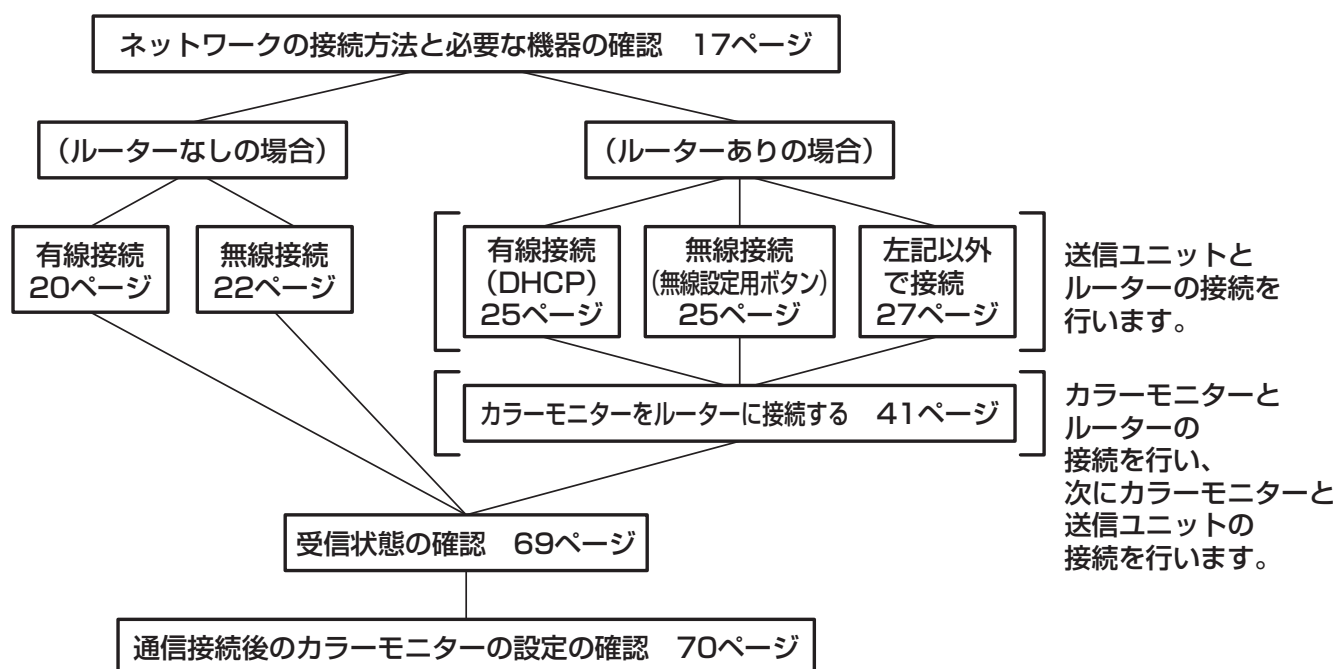 ネットワークの接続方法と必要な機器の確認　17ページ
（ルーターなしの場合）
（ルーターありの場合）
有線接続
20ページ
無線接続
22ページ
有線接続
（DHCP）
25ページ
無線接続
（無線設定用ボタン）
25ページ
左記以外
で接続
27ページ
送信ユニットと
ルーターの接続を
行います。
カラーモニターをルーターに接続する　41ページ
カラーモニターと
ルーターの
接続を行い、
次にカラーモニターと
送信ユニットの
接続を行います。
受信状態の確認　69ページ
通信接続後のカラーモニターの設定の確認　70ページ